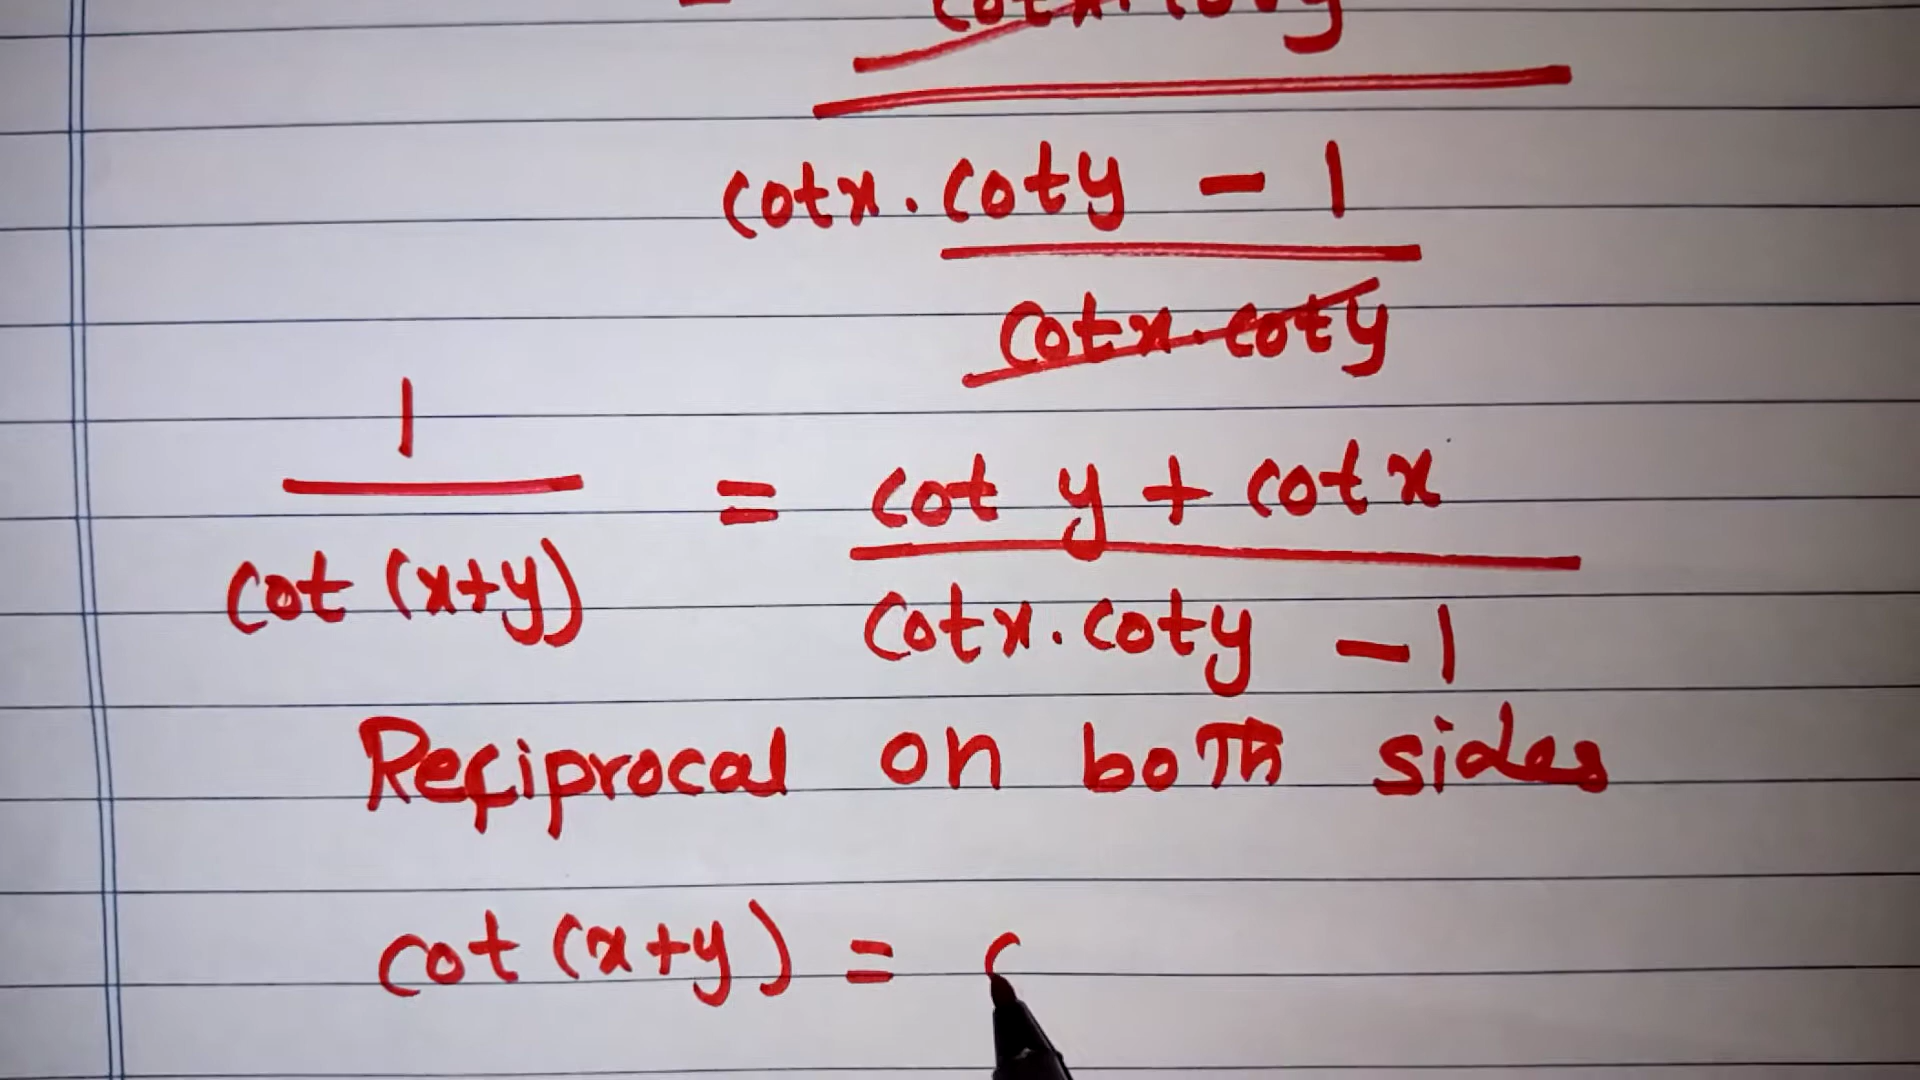 =
cotx.coty - 1
cotx.coty
1 = cot y + cot x
cot (x+y) cotx.coty - 1
Reciprocal on both sides
cot (x+y) = c